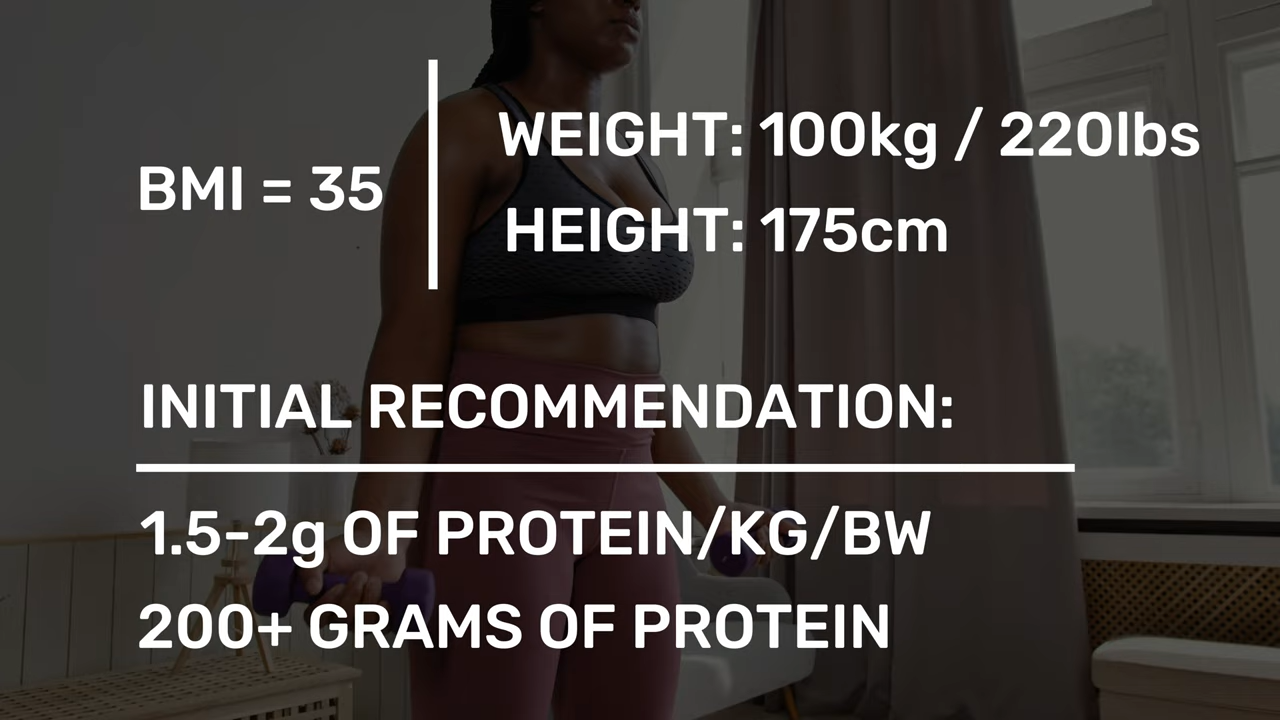 BMI = 35
WEIGHT: 100kg / 220lbs
HEIGHT: 175cm
INITIAL RECOMMENDATION:
1.5-2g OF PROTEIN/KG/BW
200+ GRAMS OF PROTEIN